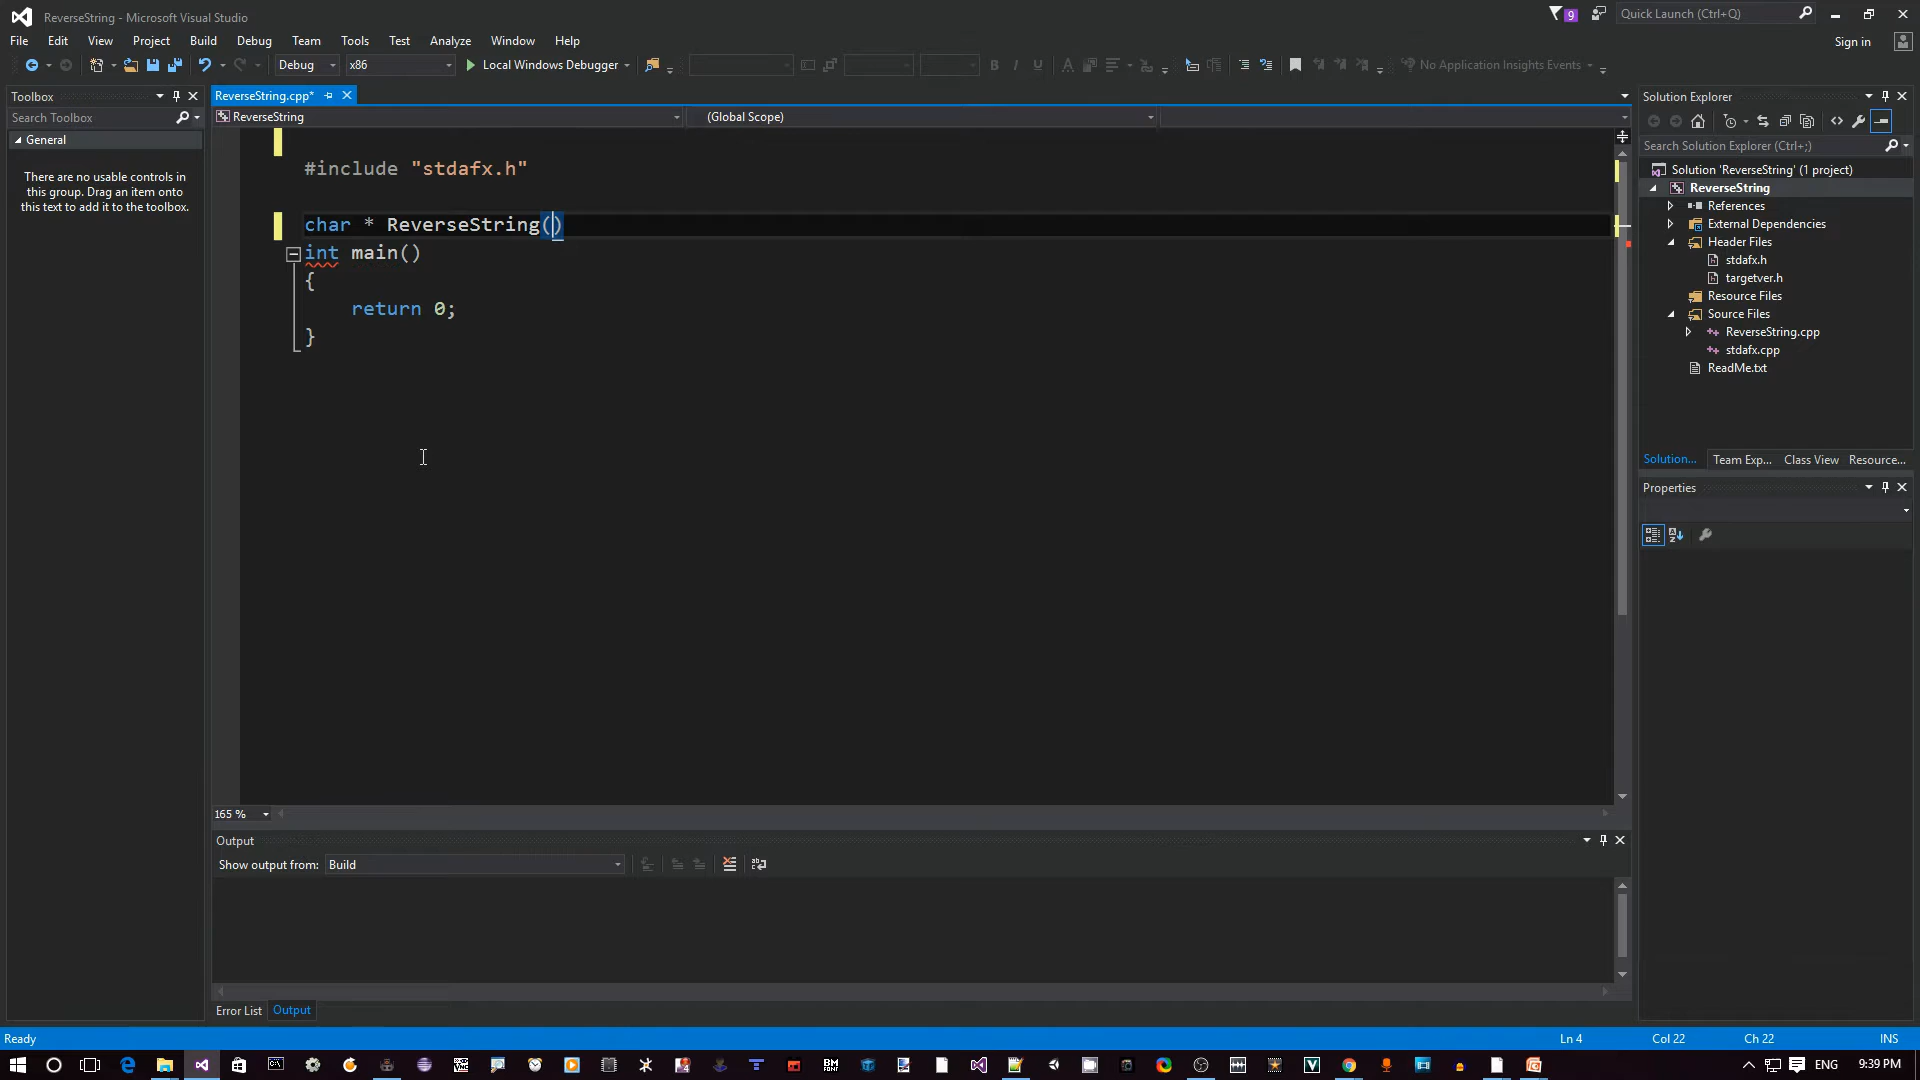 ReverseString - Microsoft Visual Studio
9
Quick Launch (Ctrl+Q)
File Edit View Project Build Debug Team Tools Test Analyze Window Help
Sign in
Debug x86 Local Windows Debugger B I U A No Application Insights Events
Toolbox
Search Toolbox
General
There are no usable controls in
this group. Drag an item onto
this text to add it to the toolbox.
ReverseString.cpp*
ReverseString (Global Scope)
#include "stdafx.h"
char * ReverseString()
int main()
{
return 0;
}
165 %
Output
Show output from: Build
Error List Output
Solution Explorer
Search Solution Explorer (Ctrl+;)
Solution 'ReverseString' (1 project)
ReverseString
References
External Dependencies
Header Files
stdafx.h
targetver.h
Resource Files
Source Files
ReverseString.cpp
stdafx.cpp
ReadMe.txt
Solution... Team Exp... Class View Resource...
Properties
Ready Ln 4 Col 22 Ch 22 INS
ENG 9:39 PM